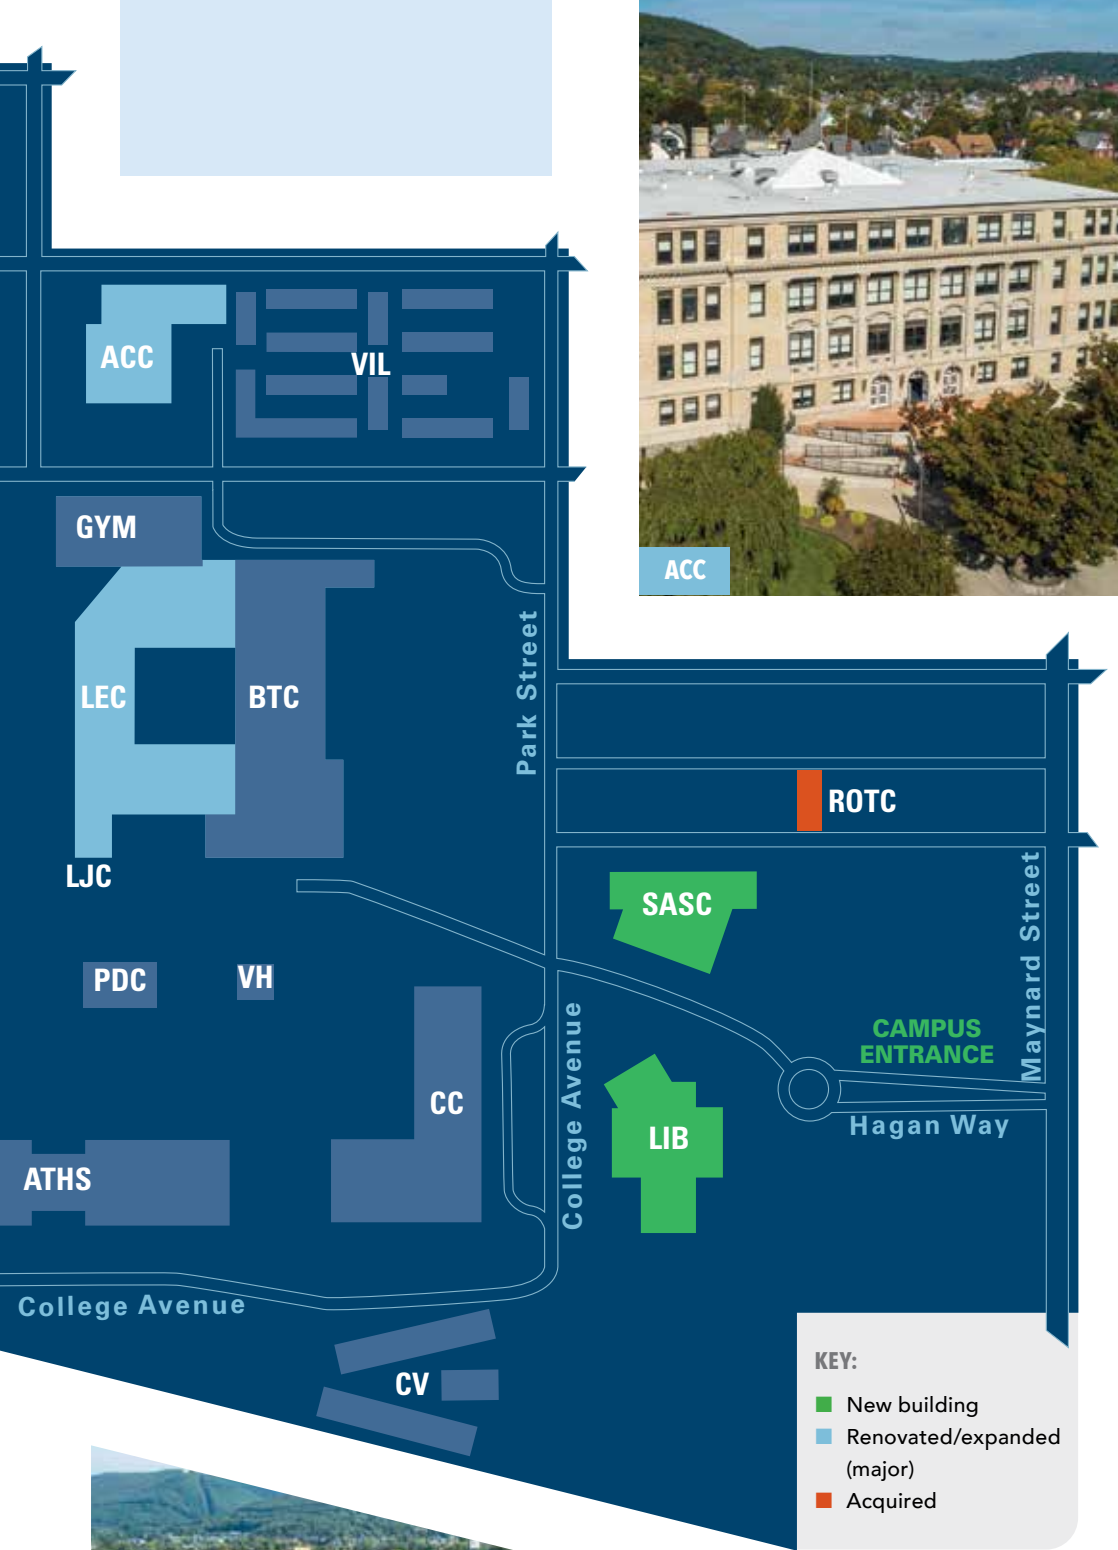 ACC
VIL
ACC
GYM
Park Street
LEC
BTC
ROTC
LJC
SASC
Maynard Street
PDC
VH
College Avenue
CAMPUS
ENTRANCE
CC
Hagan Way
LIB
ATHS
College Avenue
CV
KEY:
New building
Renovated/expanded
(major)
Acquired